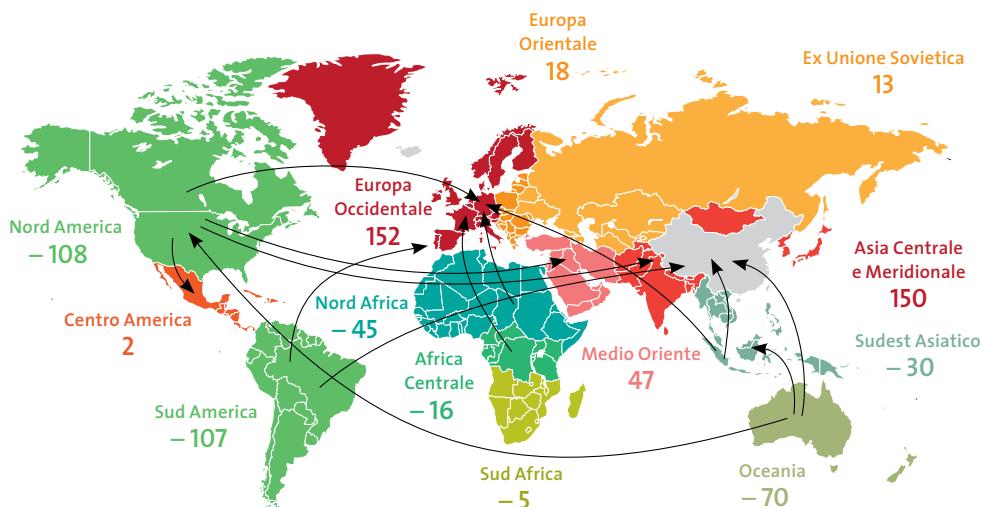 Europa
Orientale
18
Ex Unione Sovietica
13
Europa
Occidentale
152
Nord America
– 108
Asia Centrale
e Meridionale
150
Nord Africa
– 45
Centro America
2
Sudest Asiatico
– 30
Medio Oriente
47
Africa
Centrale
– 16
Sud America
– 107
Sud Africa
– 5
Oceania
– 70